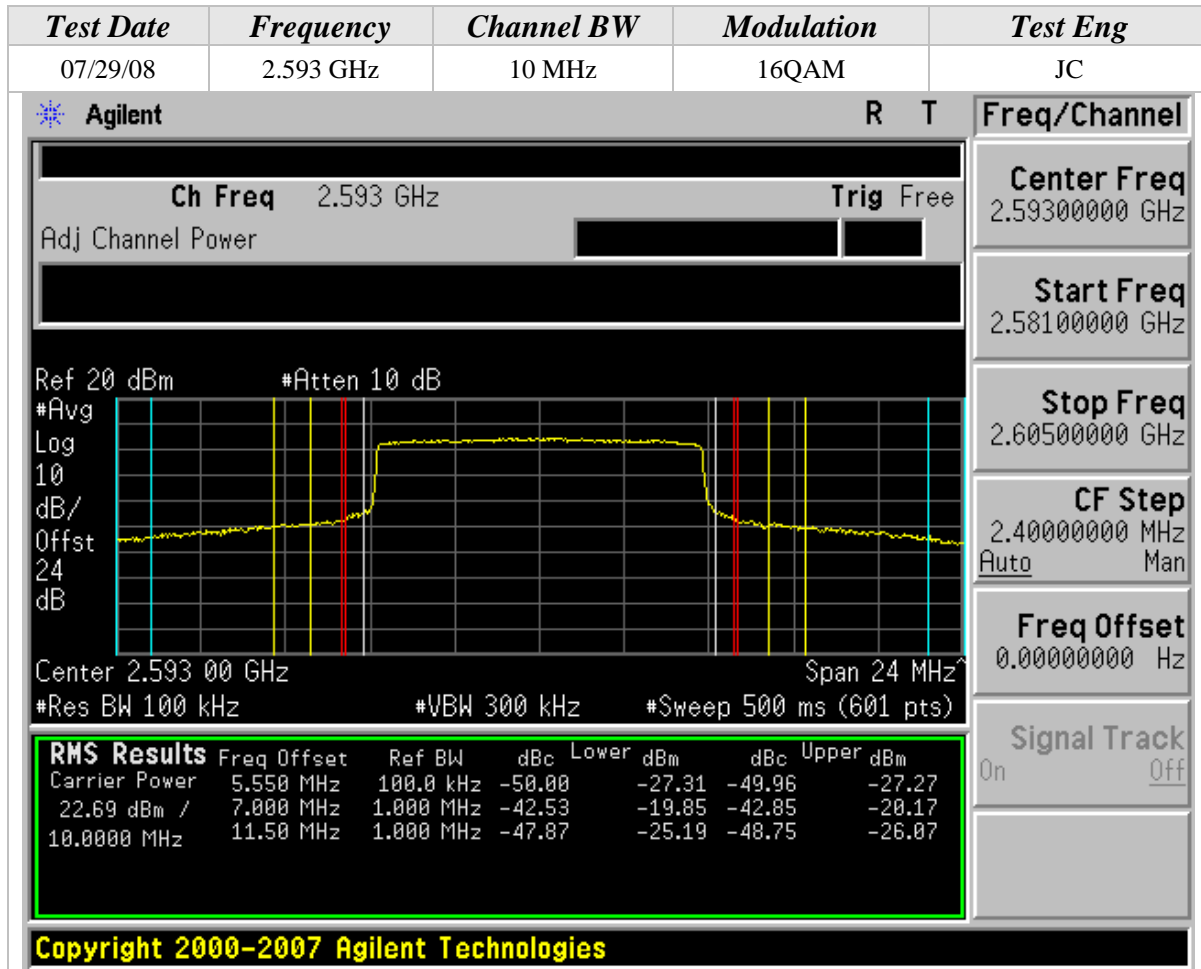 Test Date Frequency Channel BW Modulation Test Eng
07/29/08 2.593 GHz 10 MHz 16QAM JC
Agilent R T Freq/Channel
Ch Freq 2.593 GHz Trig Free
Adj Channel Power
Center Freq
2.59300000 GHz
Start Freq
2.58100000 GHz
Stop Freq
2.60500000 GHz
CF Step
2.40000000 MHz
Auto Man
Freq Offset
0.00000000 Hz
Signal Track
On Off
Ref 20 dBm #Atten 10 dB
#Avg
Log
10
dB/
Offst
24
dB
Center 2.593 00 GHz Span 24 MHz^
#Res BW 100 kHz #VBW 300 kHz #Sweep 500 ms (601 pts)
RMS Results Freq Offset Ref BW dBc Lower dBm dBc Upper dBm
Carrier Power 5.550 MHz 100.0 kHz -50.00 -27.31 -49.96 -27.27
22.69 dBm / 7.000 MHz 1.000 MHz -42.53 -19.85 -42.85 -20.17
10.0000 MHz 11.50 MHz 1.000 MHz -47.87 -25.19 -48.75 -26.07
Copyright 2000-2007 Agilent Technologies